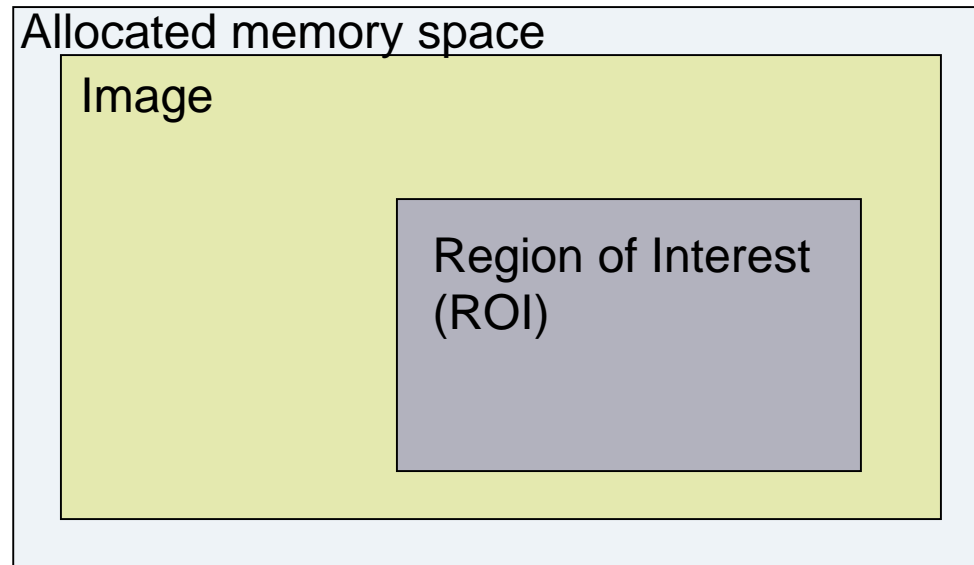 Allocated memory space
Image
Region of Interest
(ROI)